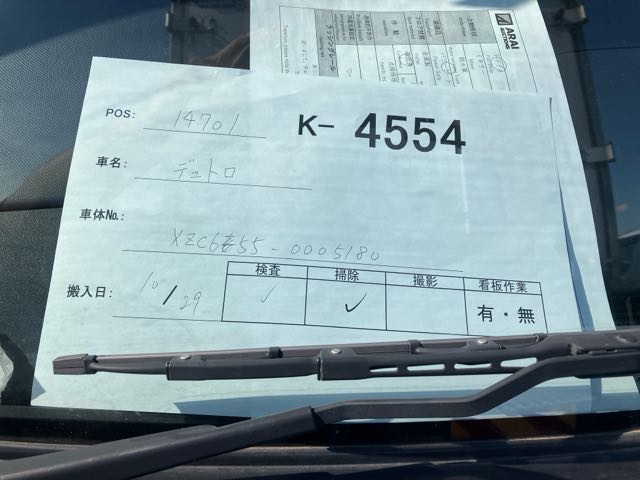 ARAI
POS: 14701
K- 4554
車名: デュトロ
車体No.:
XZC655-0005180
搬入日: 10/29
検査 掃除 撮影 看板作業
✓ ✓ 有・無